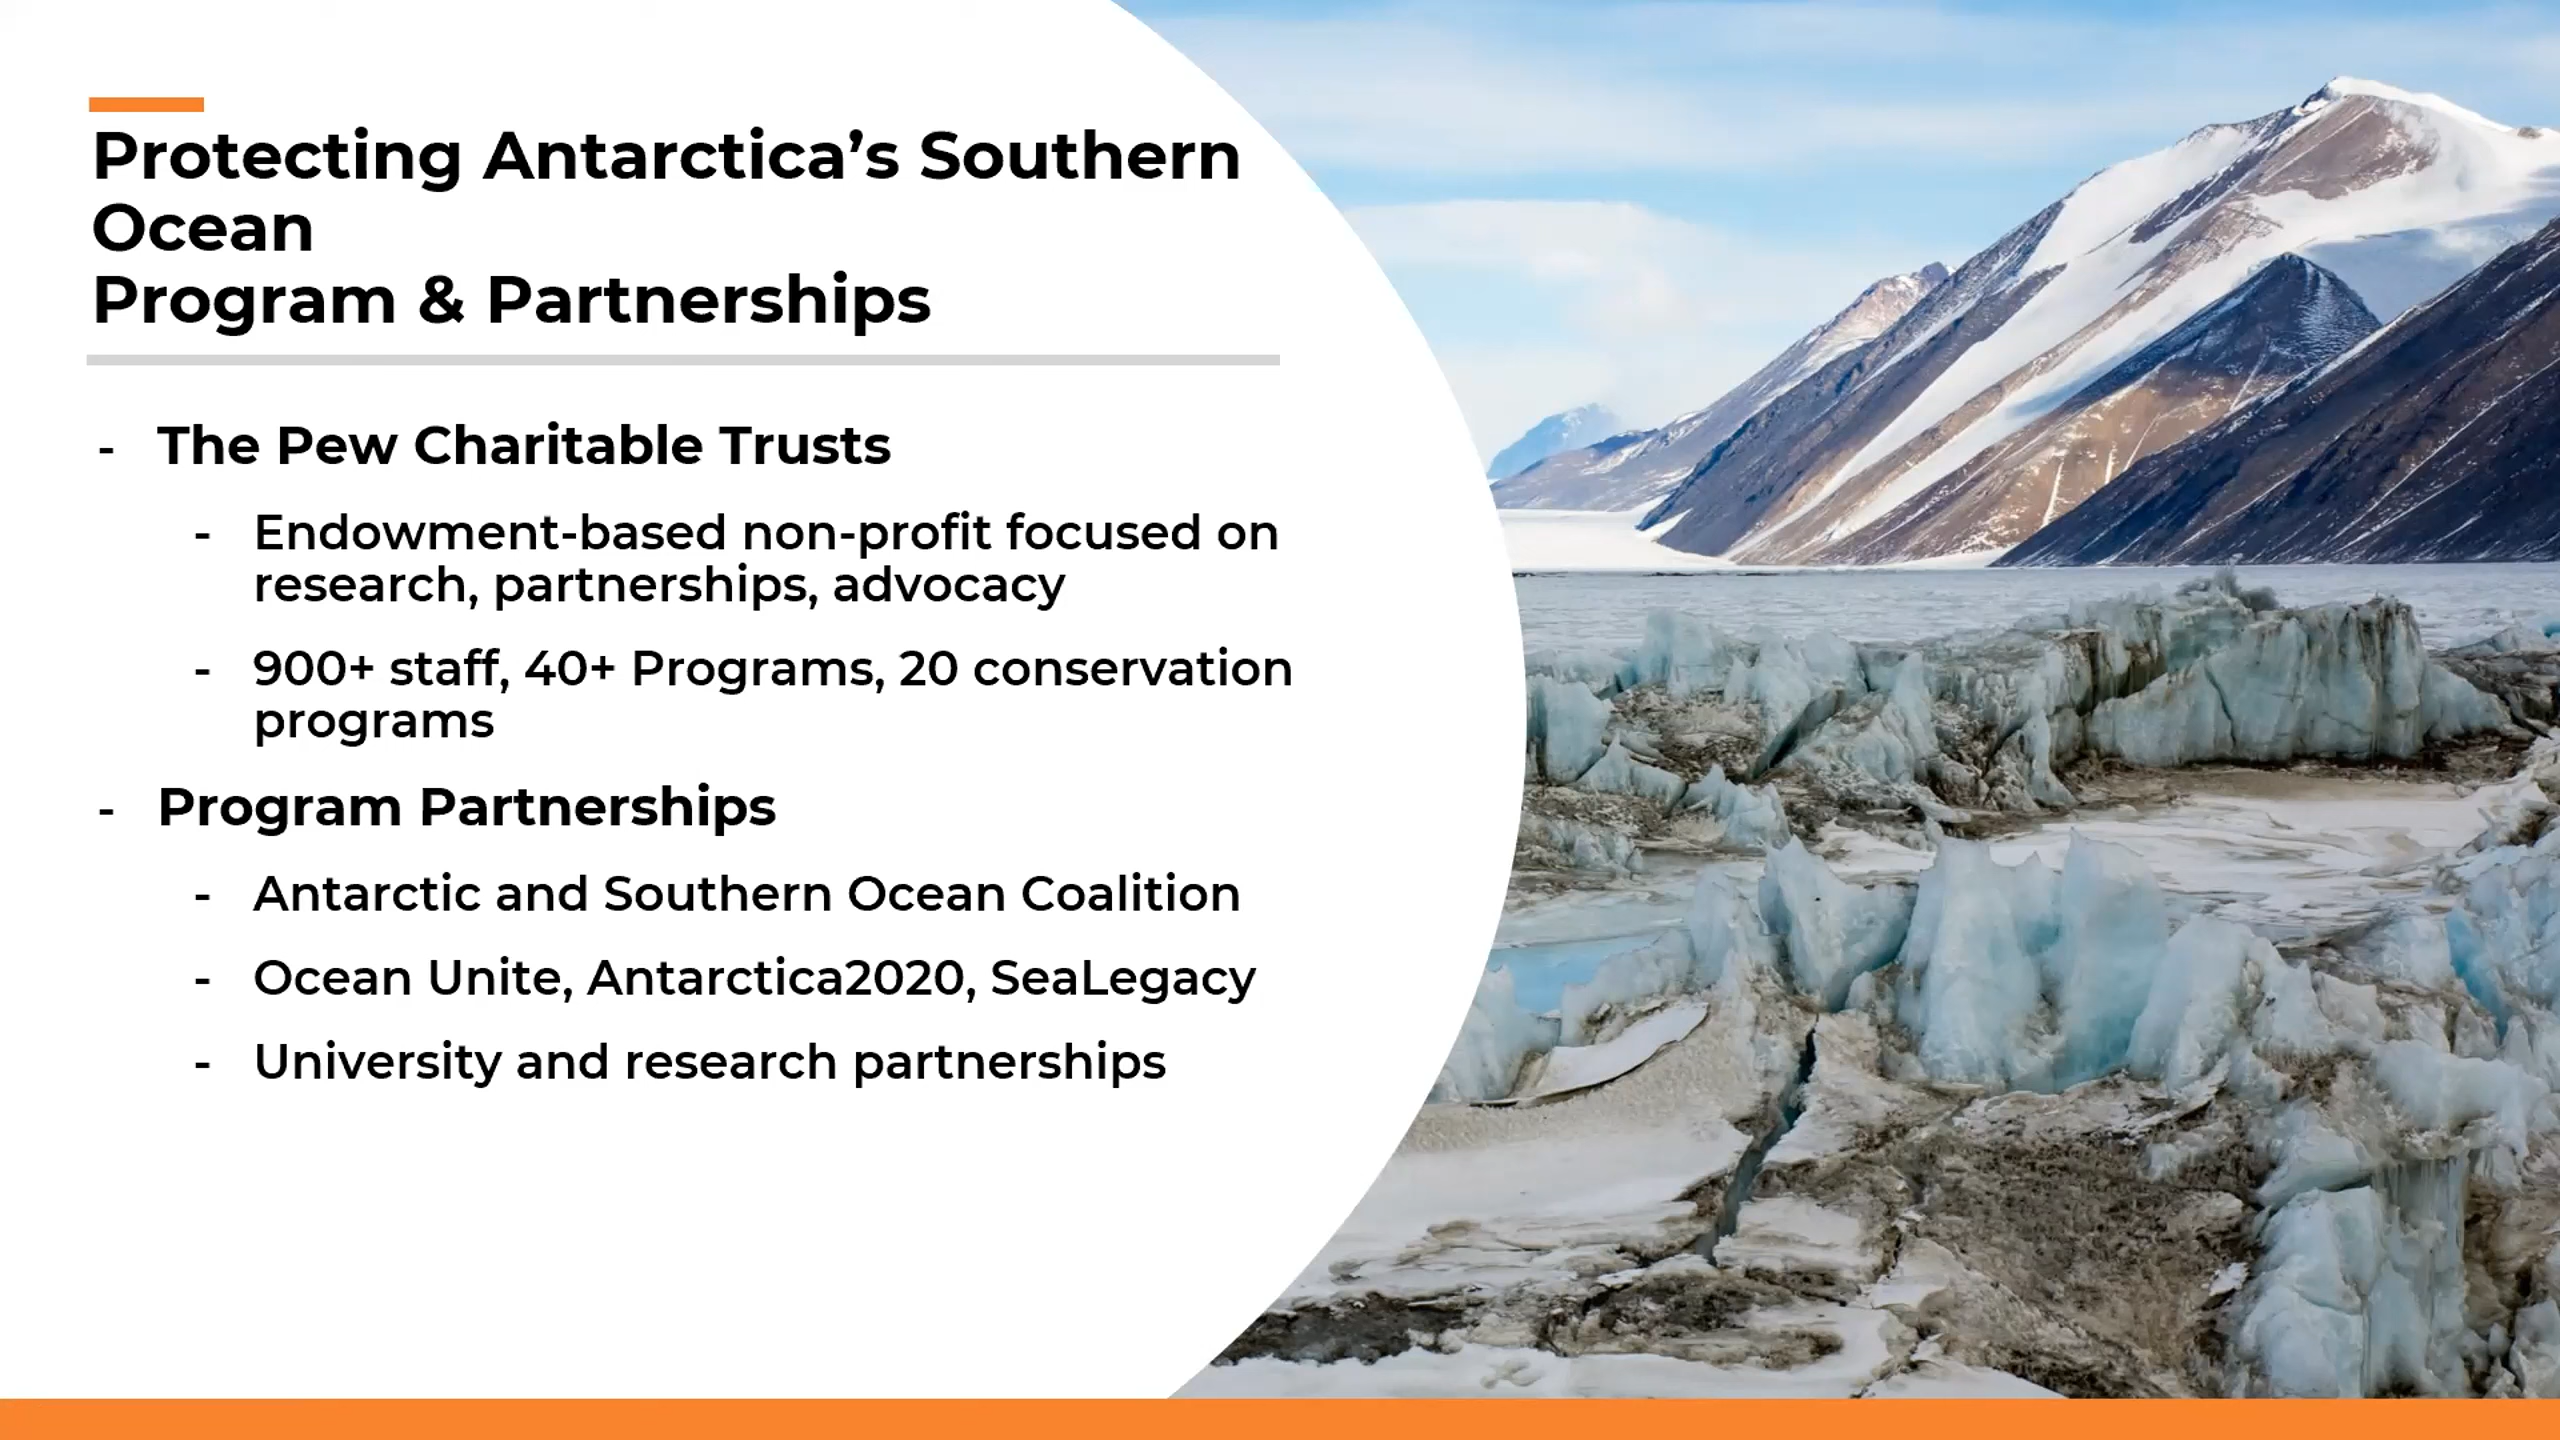 Protecting Antarctica’s Southern
Ocean
Program & Partnerships
- The Pew Charitable Trusts
- Endowment-based non-profit focused on
research, partnerships, advocacy
- 900+ staff, 40+ Programs, 20 conservation
programs
- Program Partnerships
- Antarctic and Southern Ocean Coalition
- Ocean Unite, Antarctica2020, SeaLegacy
- University and research partnerships